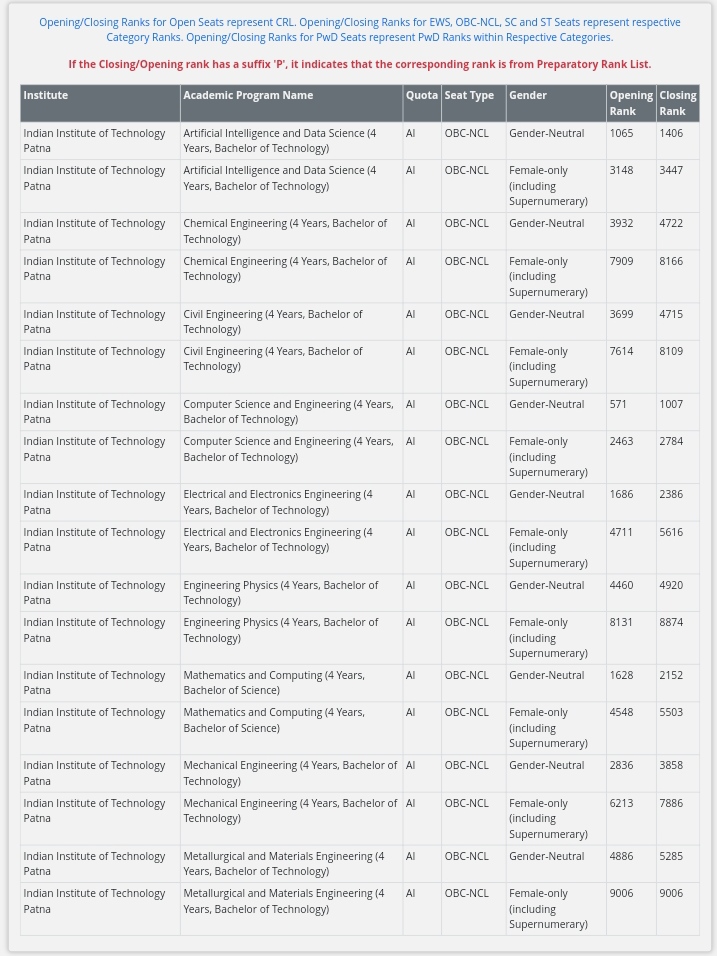 Opening/Closing Ranks for Open Seats represent CRL. Opening/Closing Ranks for EWS, OBC-NCL, SC and ST Seats represent respective
Category Ranks. Opening/Closing Ranks for PwD Seats represent PwD Ranks within Respective Categories.
If the Closing/Opening rank has a suffix 'P', it indicates that the corresponding rank is from Preparatory Rank List.
Institute Academic Program Name Quota Seat Type Gender Opening Closing
Rank Rank
Indian Institute of Technology Artificial Intelligence and Data Science (4 AI OBC-NCL Gender-Neutral 1065 1406
Patna Years, Bachelor of Technology)
Indian Institute of Technology Artificial Intelligence and Data Science (4 AI OBC-NCL Female-only 3148 3447
Patna Years, Bachelor of Technology) (including
Supernumerary)
Indian Institute of Technology Chemical Engineering (4 Years, Bachelor of AI OBC-NCL Gender-Neutral 3932 4722
Patna Technology)
Indian Institute of Technology Chemical Engineering (4 Years, Bachelor of AI OBC-NCL Female-only 7909 8166
Patna Technology) (including
Supernumerary)
Indian Institute of Technology Civil Engineering (4 Years, Bachelor of AI OBC-NCL Gender-Neutral 3699 4715
Patna Technology)
Indian Institute of Technology Civil Engineering (4 Years, Bachelor of AI OBC-NCL Female-only 7614 8109
Patna Technology) (including
Supernumerary)
Indian Institute of Technology Computer Science and Engineering (4 Years, AI OBC-NCL Gender-Neutral 571 1007
Patna Bachelor of Technology)
Indian Institute of Technology Computer Science and Engineering (4 Years, AI OBC-NCL Female-only 2463 2784
Patna Bachelor of Technology) (including
Supernumerary)
Indian Institute of Technology Electrical and Electronics Engineering (4 AI OBC-NCL Gender-Neutral 1686 2386
Patna Years, Bachelor of Technology)
Indian Institute of Technology Electrical and Electronics Engineering (4 AI OBC-NCL Female-only 4711 5616
Patna Years, Bachelor of Technology) (including
Supernumerary)
Indian Institute of Technology Engineering Physics (4 Years, Bachelor of AI OBC-NCL Gender-Neutral 4460 4920
Patna Technology)
Indian Institute of Technology Engineering Physics (4 Years, Bachelor of AI OBC-NCL Female-only 8131 8874
Patna Technology) (including
Supernumerary)
Indian Institute of Technology Mathematics and Computing (4 Years, AI OBC-NCL Gender-Neutral 1628 2152
Patna Bachelor of Science)
Indian Institute of Technology Mathematics and Computing (4 Years, AI OBC-NCL Female-only 4548 5503
Patna Bachelor of Science) (including
Supernumerary)
Indian Institute of Technology Mechanical Engineering (4 Years, Bachelor of AI OBC-NCL Gender-Neutral 2836 3858
Patna Technology)
Indian Institute of Technology Mechanical Engineering (4 Years, Bachelor of AI OBC-NCL Female-only 6213 7886
Patna Technology) (including
Supernumerary)
Indian Institute of Technology Metallurgical and Materials Engineering (4 AI OBC-NCL Gender-Neutral 4886 5285
Patna Years, Bachelor of Technology)
Indian Institute of Technology Metallurgical and Materials Engineering (4 AI OBC-NCL Female-only 9006 9006
Patna Years, Bachelor of Technology) (including
Supernumerary)